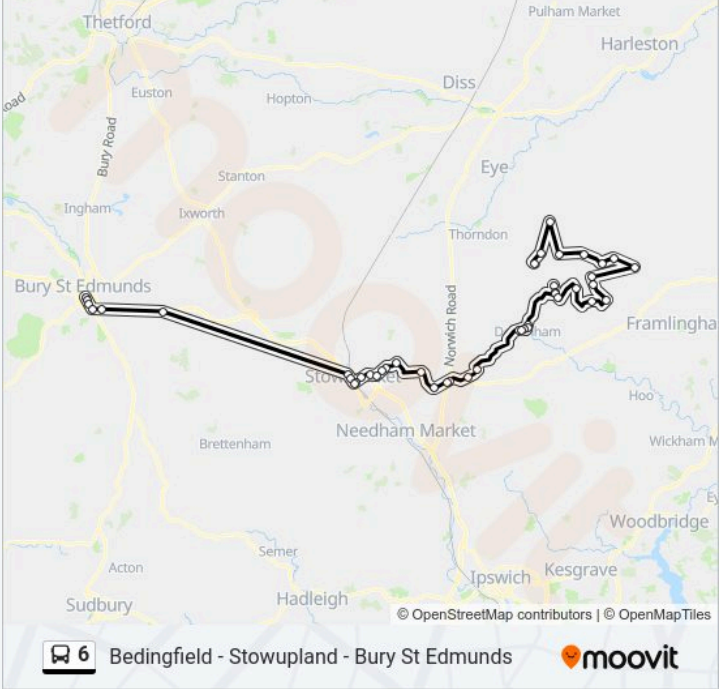 Thetford
Pulham Market
Harleston
Diss
Euston
Hopton
oad
Bury Road
Eye
Stanton
Ingham
Ixworth
Thorndon
Bury St Edmunds
Norwich Road
Framlingha
Hoo
Needham Market
Brettenham
Wickham M
Ey
Woodbridge
Semer
Acton
Kesgrave
Ipswich
Hadleigh
Sudbury
© OpenStreetMap contributors | © OpenMapTiles
6 Bedingfield - Stowupland - Bury St Edmunds
moovit